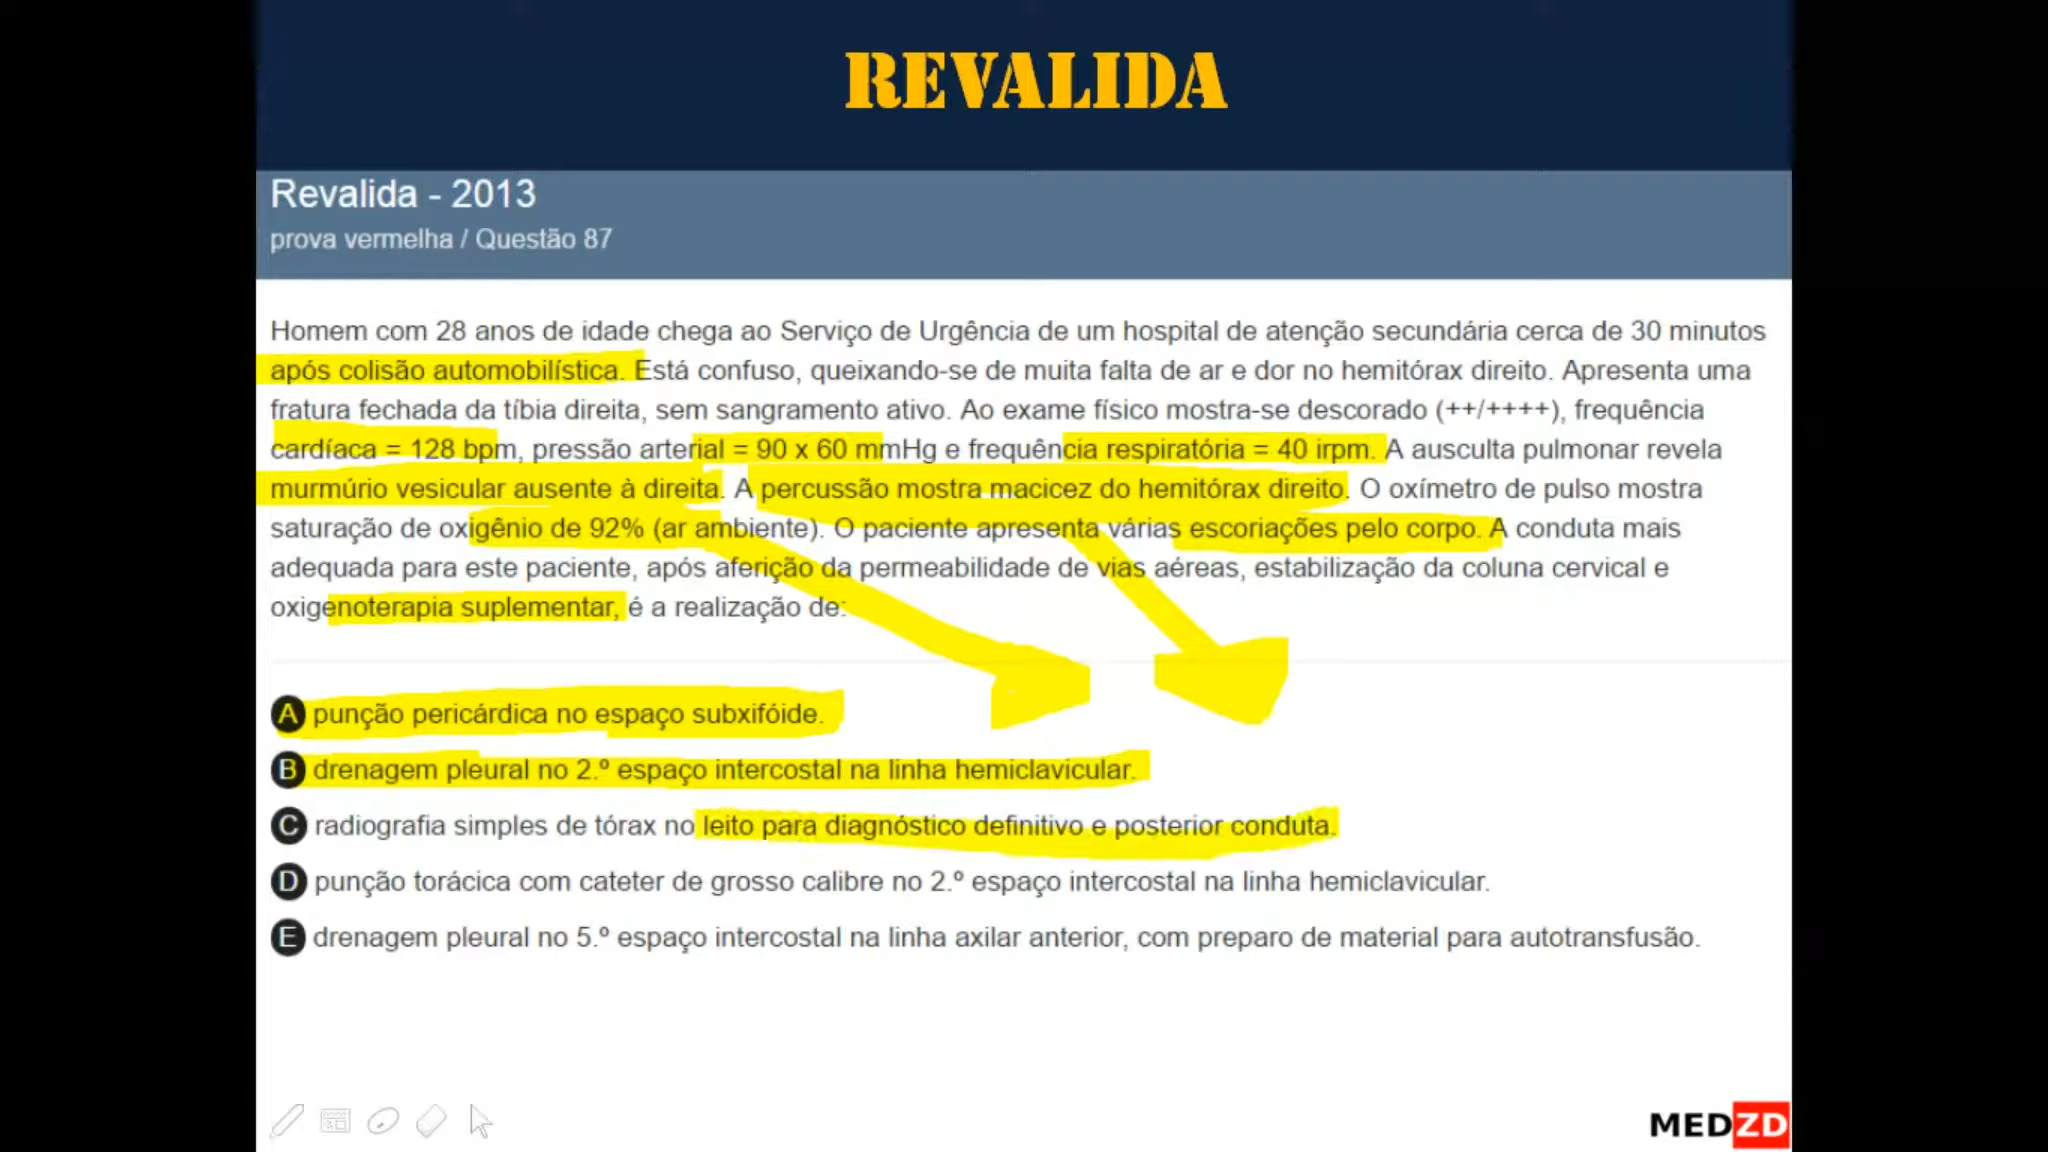 REVALIDA
Revalida - 2013
prova vermelha / Questão 87
Homem com 28 anos de idade chega ao Serviço de Urgência de um hospital de atenção secundária cerca de 30 minutos
após colisão automobilística. Está confuso, queixando-se de muita falta de ar e dor no hemitórax direito. Apresenta uma
fratura fechada da tíbia direita, sem sangramento ativo. Ao exame físico mostra-se descorado (++/++++), frequência
cardíaca = 128 bpm, pressão arterial = 90 x 60 mmHg e frequência respiratória = 40 irpm. A ausculta pulmonar revela
murmúrio vesicular ausente à direita. A percussão mostra macicez do hemitórax direito. O oxímetro de pulso mostra
saturação de oxigênio de 92% (ar ambiente). O paciente apresenta várias escoriações pelo corpo. A conduta mais
adequada para este paciente, após aferição da permeabilidade de vias aéreas, estabilização da coluna cervical e
oxigenoterapia suplementar, é a realização de:
A punção pericárdica no espaço subxifóide.
B drenagem pleural no 2.º espaço intercostal na linha hemiclavicular.
C radiografia simples de tórax no leito para diagnóstico definitivo e posterior conduta.
D punção torácica com cateter de grosso calibre no 2.º espaço intercostal na linha hemiclavicular.
E drenagem pleural no 5.º espaço intercostal na linha axilar anterior, com preparo de material para autotransfusão.
MEDZD